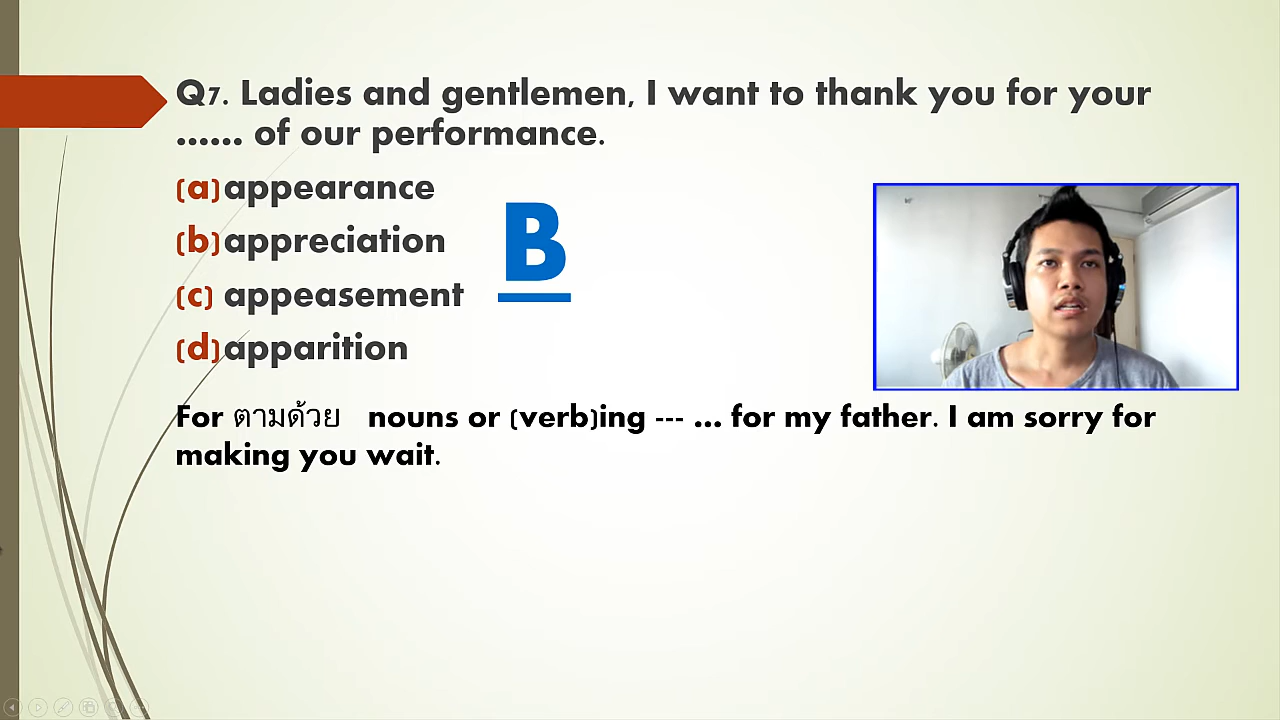 Q7. Ladies and gentlemen, I want to thank you for your
...... of our performance.
(a) appearance
(b) appreciation
B
(c) appeasement
(d) apparition
For ตามด้วย nouns or (verb)ing --- ... for my father. I am sorry for
making you wait.